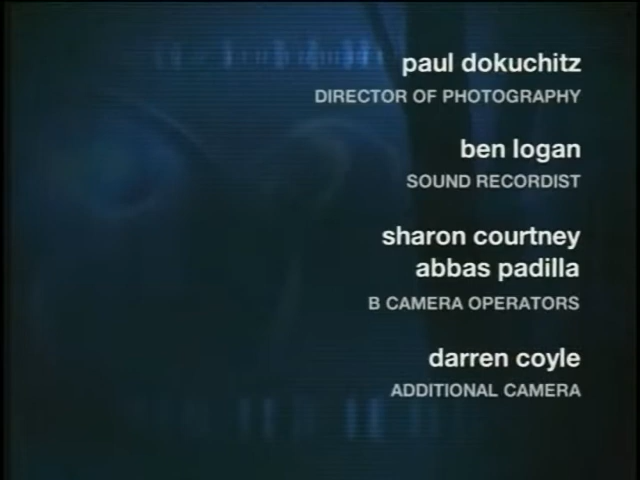 paul dokuchitz
DIRECTOR OF PHOTOGRAPHY
ben logan
SOUND RECORDIST
sharon courtney
abbas padilla
B CAMERA OPERATORS
darren coyle
ADDITIONAL CAMERA